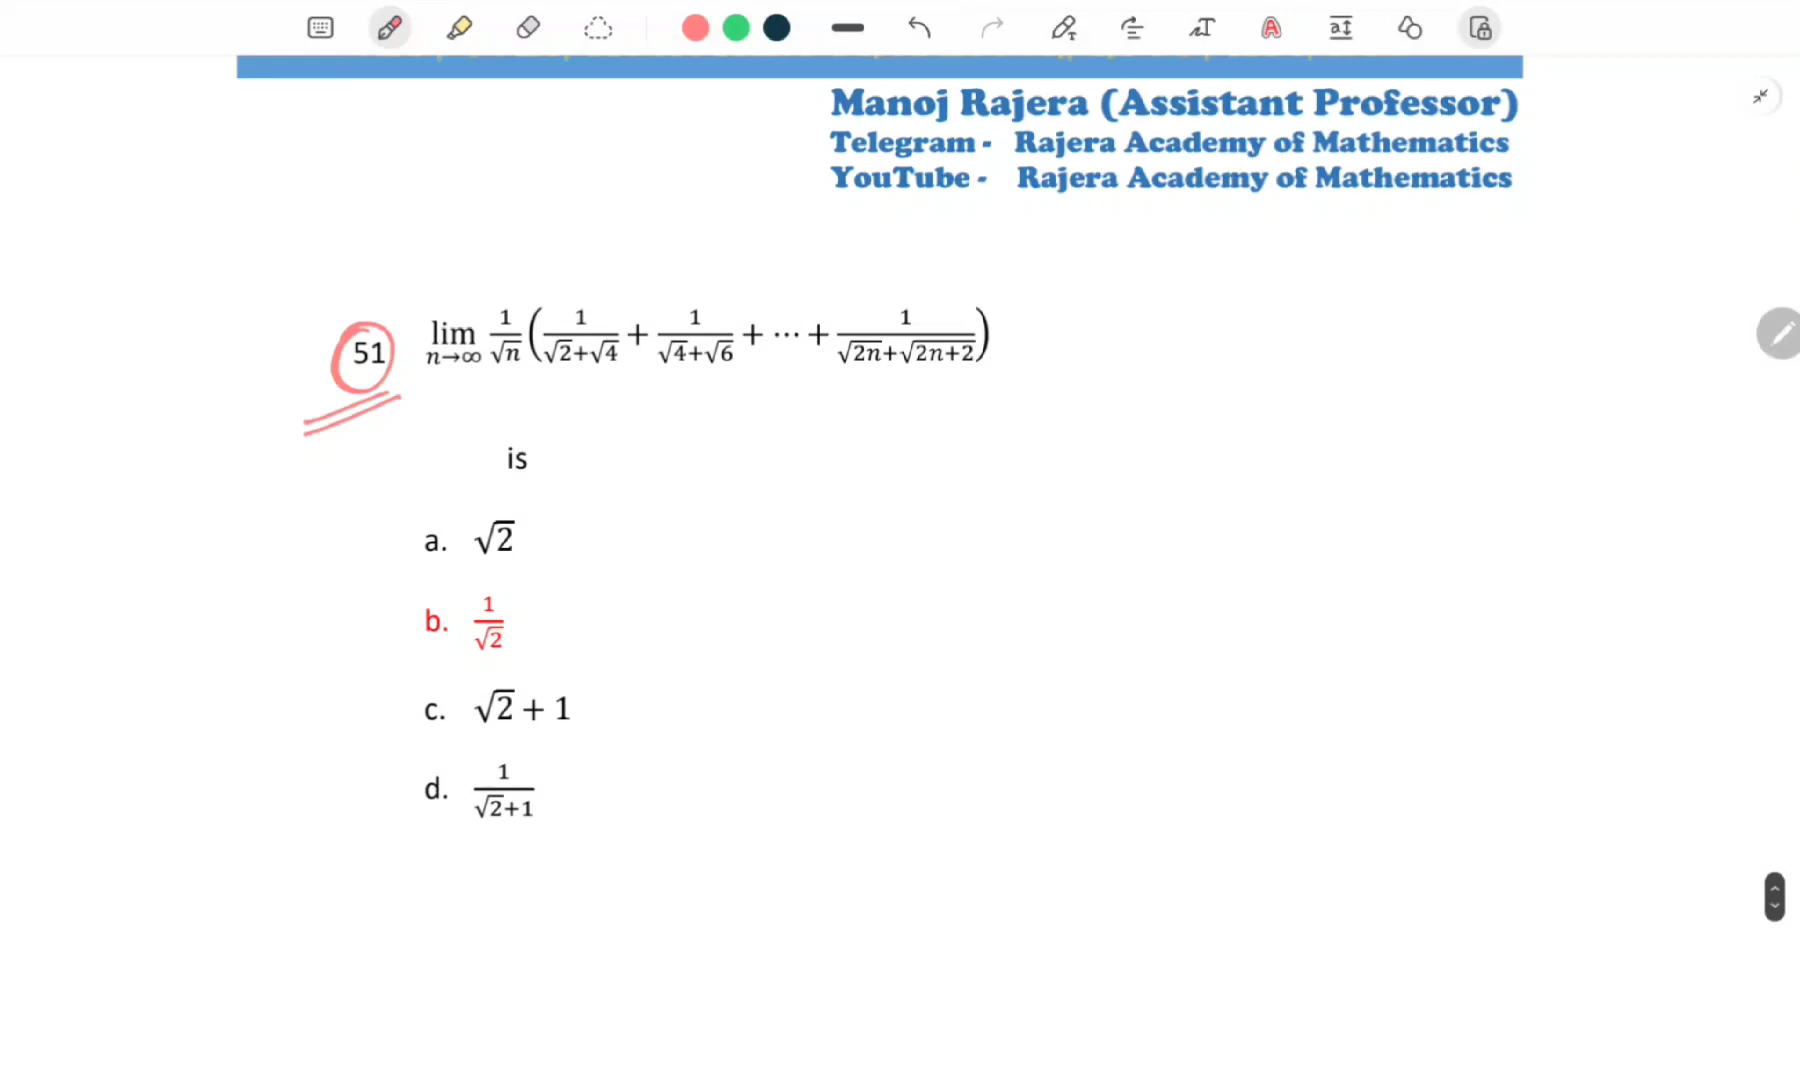 Manoj Rajera (Assistant Professor)
Telegram - Rajera Academy of Mathematics
YouTube - Rajera Academy of Mathematics
51 lim n→∞ 1/√n (1/(√2+√4) + 1/(√4+√6) + ⋯ + 1/(√2n+√2n+2))
is
a. √2
b. 1/√2
c. √2 + 1
d. 1/(√2+1)